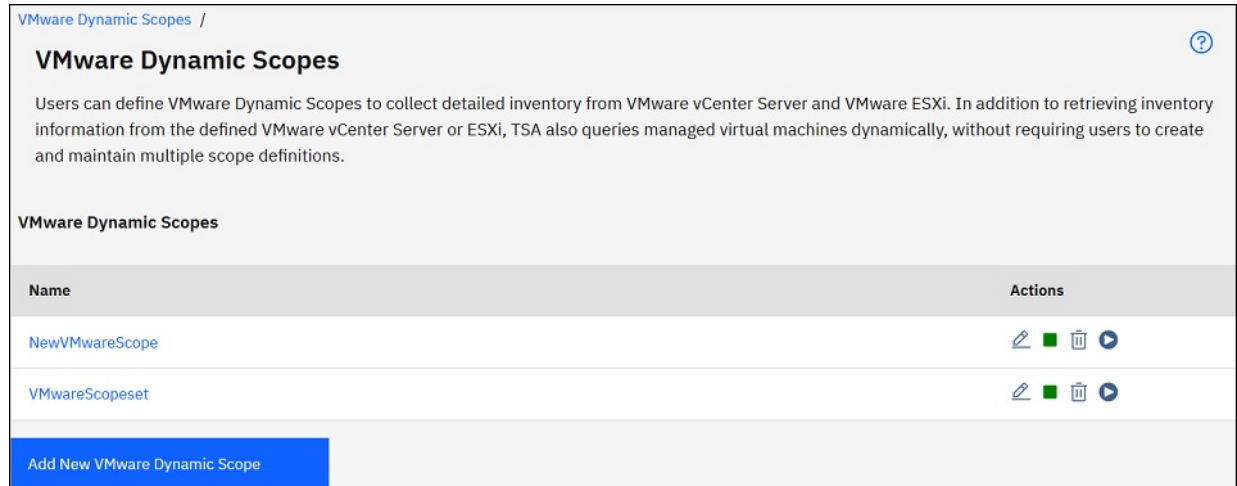 VMware Dynamic Scopes /
VMware Dynamic Scopes
Users can define VMware Dynamic Scopes to collect detailed inventory from VMware vCenter Server and VMware ESXi. In addition to retrieving inventory
information from the defined VMware vCenter Server or ESXi, TSA also queries managed virtual machines dynamically, without requiring users to create
and maintain multiple scope definitions.
VMware Dynamic Scopes
Name Actions
NewVMwareScope
VMwareScopeset
Add New VMware Dynamic Scope